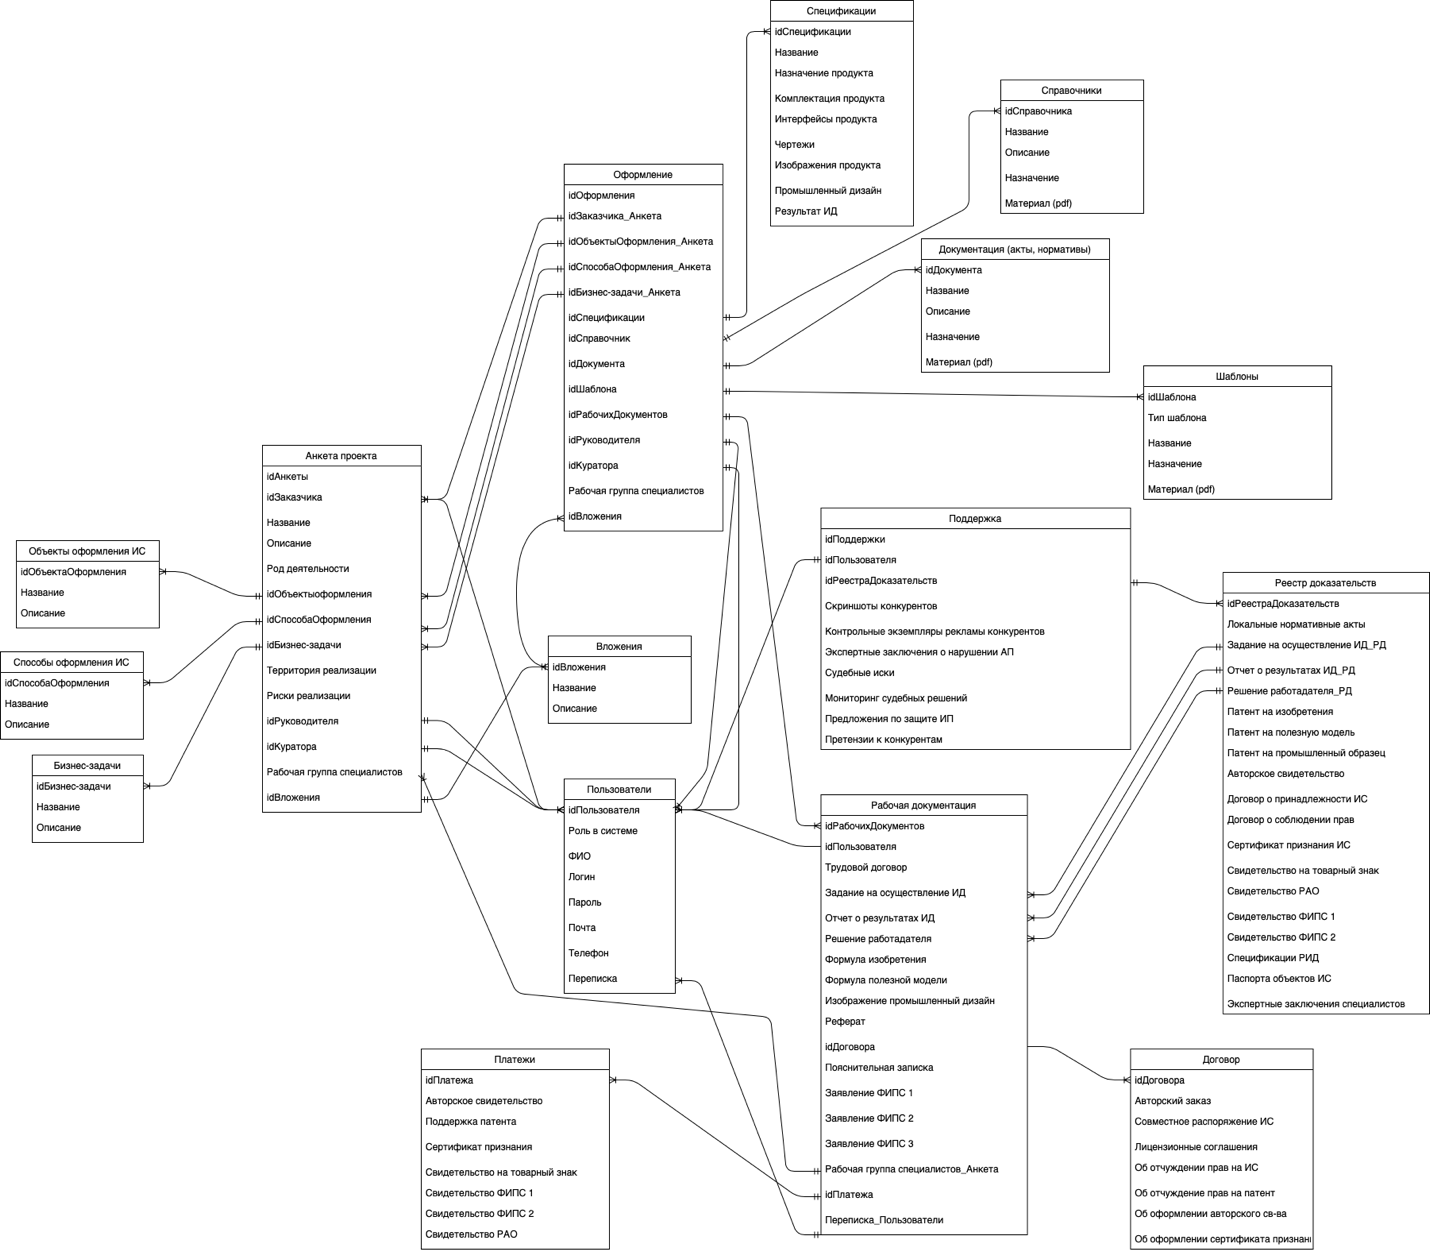 Спецификации
idСпецификации
Название
Назначение продукта
Комплектация продукта
Интерфейсы продукта
Чертежи
Изображения продукта
Промышленный дизайн
Результат ИД
Справочники
idСправочника
Название
Описание
Назначение
Материал (pdf)
Оформление
idОформления
idЗаказчика_Анкета
idОбъектыОформления_Анкета
idСпособаОформления_Анкета
idБизнес-задачи_Анкета
idСпецификации
idСправочник
idДокумента
idШаблона
idРабочихДокументов
idРуководителя
idКуратора
Рабочая группа специалистов
idВложения
Документация (акты, нормативы)
idДокумента
Название
Описание
Назначение
Материал (pdf)
Шаблоны
idШаблона
Тип шаблона
Название
Назначение
Материал (pdf)
Анкета проекта
idАнкеты
idЗаказчика
Название
Описание
Род деятельности
idОбъектыоформления
idСпособаОформления
idБизнес-задачи
Территория реализации
Риски реализации
idРуководителя
idКуратора
Рабочая группа специалистов
idВложения
Объекты оформления ИС
idОбъектаОформления
Название
Описание
Способы оформления ИС
idСпособаОформления
Название
Описание
Бизнес-задачи
idБизнес-задачи
Название
Описание
Вложения
idВложения
Название
Описание
Поддержка
idПоддержки
idПользователя
idРеестраДоказательств
Скриншоты конкурентов
Контрольные экземпляры рекламы конкурентов
Экспертные заключения о нарушении АП
Судебные иски
Мониторинг судебных решений
Предложения по защите ИП
Претензии к конкурентам
Реестр доказательств
idРеестраДоказательств
Локальные нормативные акты
Задание на осуществление ИД_РД
Отчет о результатах ИД_РД
Решение работадателя_РД
Патент на изобретения
Патент на полезную модель
Патент на промышленный образец
Авторское свидетельство
Договор о принадлежности ИС
Договор о соблюдении прав
Сертификат признания ИС
Свидетельство на товарный знак
Свидетельство РАО
Свидетельство ФИПС 1
Свидетельство ФИПС 2
Спецификации РИД
Паспорта объектов ИС
Экспертные заключения специалистов
Пользователи
idПользователя
Роль в системе
ФИО
Логин
Пароль
Почта
Телефон
Переписка
Рабочая документация
idРабочихДокументов
idПользователя
Трудовой договор
Задание на осуществление ИД
Отчет о результатах ИД
Решение работадателя
Формула изобретения
Формула полезной модели
Изображение промышленный дизайн
Реферат
idДоговора
Пояснительная записка
Заявление ФИПС 1
Заявление ФИПС 2
Заявление ФИПС 3
Рабочая группа специалистов_Анкета
idПлатежа
Переписка_Пользователи
Платежи
idПлатежа
Авторское свидетельство
Поддержка патента
Сертификат признания
Свидетельство на товарный знак
Свидетельство ФИПС 1
Свидетельство ФИПС 2
Свидетельство РАО
Договор
idДоговора
Авторский заказ
Совместное распоряжение ИС
Лицензионные соглашения
Об отчуждении прав на ИС
Об отчуждение прав на патент
Об оформлении авторского св-ва
Об оформлении сертификата признан